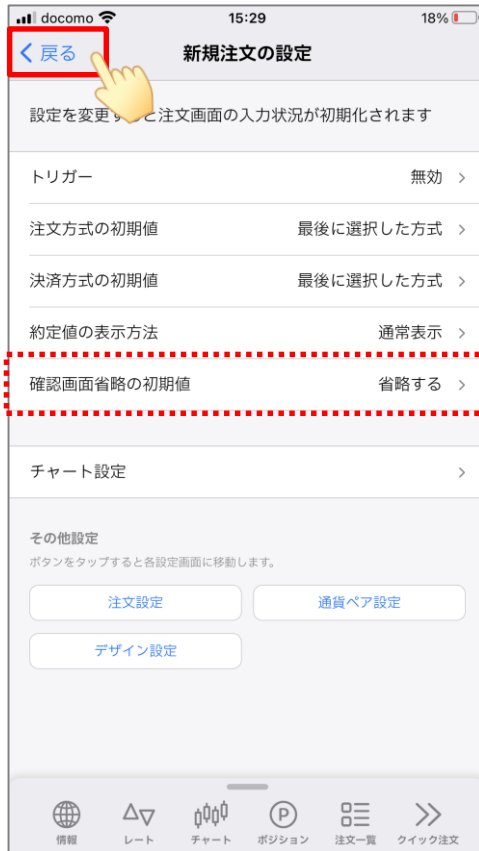 docomo 15:29 18%
戻る 新規注文の設定
設定を変更すると注文画面の入力状況が初期化されます
トリガー 無効
注文方式の初期値 最後に選択した方式
決済方式の初期値 最後に選択した方式
約定値の表示方法 通常表示
確認画面省略の初期値 省略する
チャート設定
その他設定
ボタンをタップすると各設定画面に移動します。
注文設定 通貨ペア設定
デザイン設定
P
情報 レート チャート ポジション 注文一覧 クイック注文